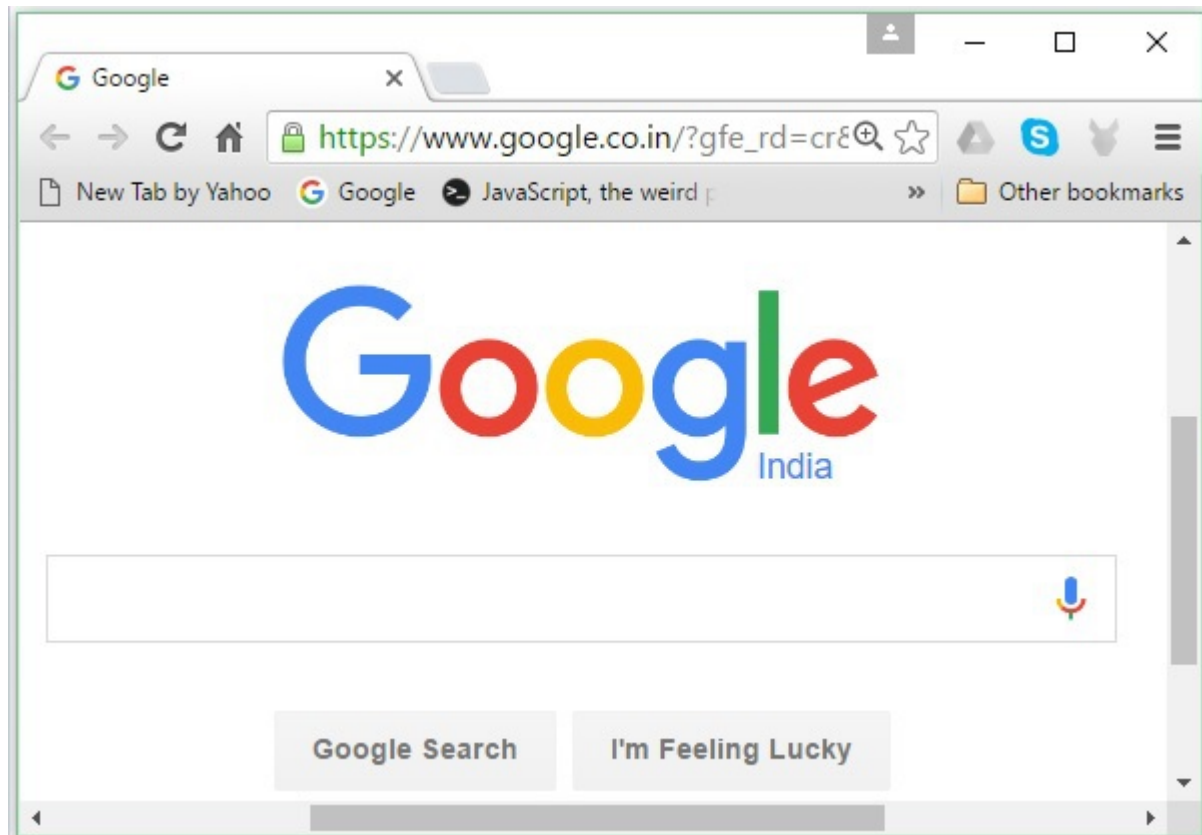 Google
https://www.google.co.in/?gfe_rd=cr&
New Tab by Yahoo Google JavaScript, the weird p Other bookmarks
Google
India
Google Search I'm Feeling Lucky